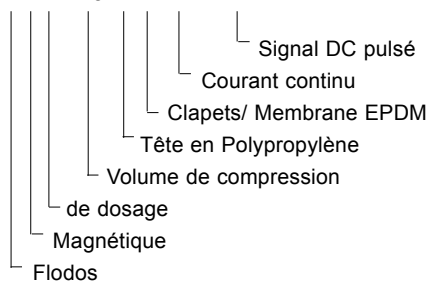 Signal DC pulsé
Courant continu
Clapets/ Membrane EPDM
Tête en Polypropylène
Volume de compression
de dosage
Magnétique
Flodos